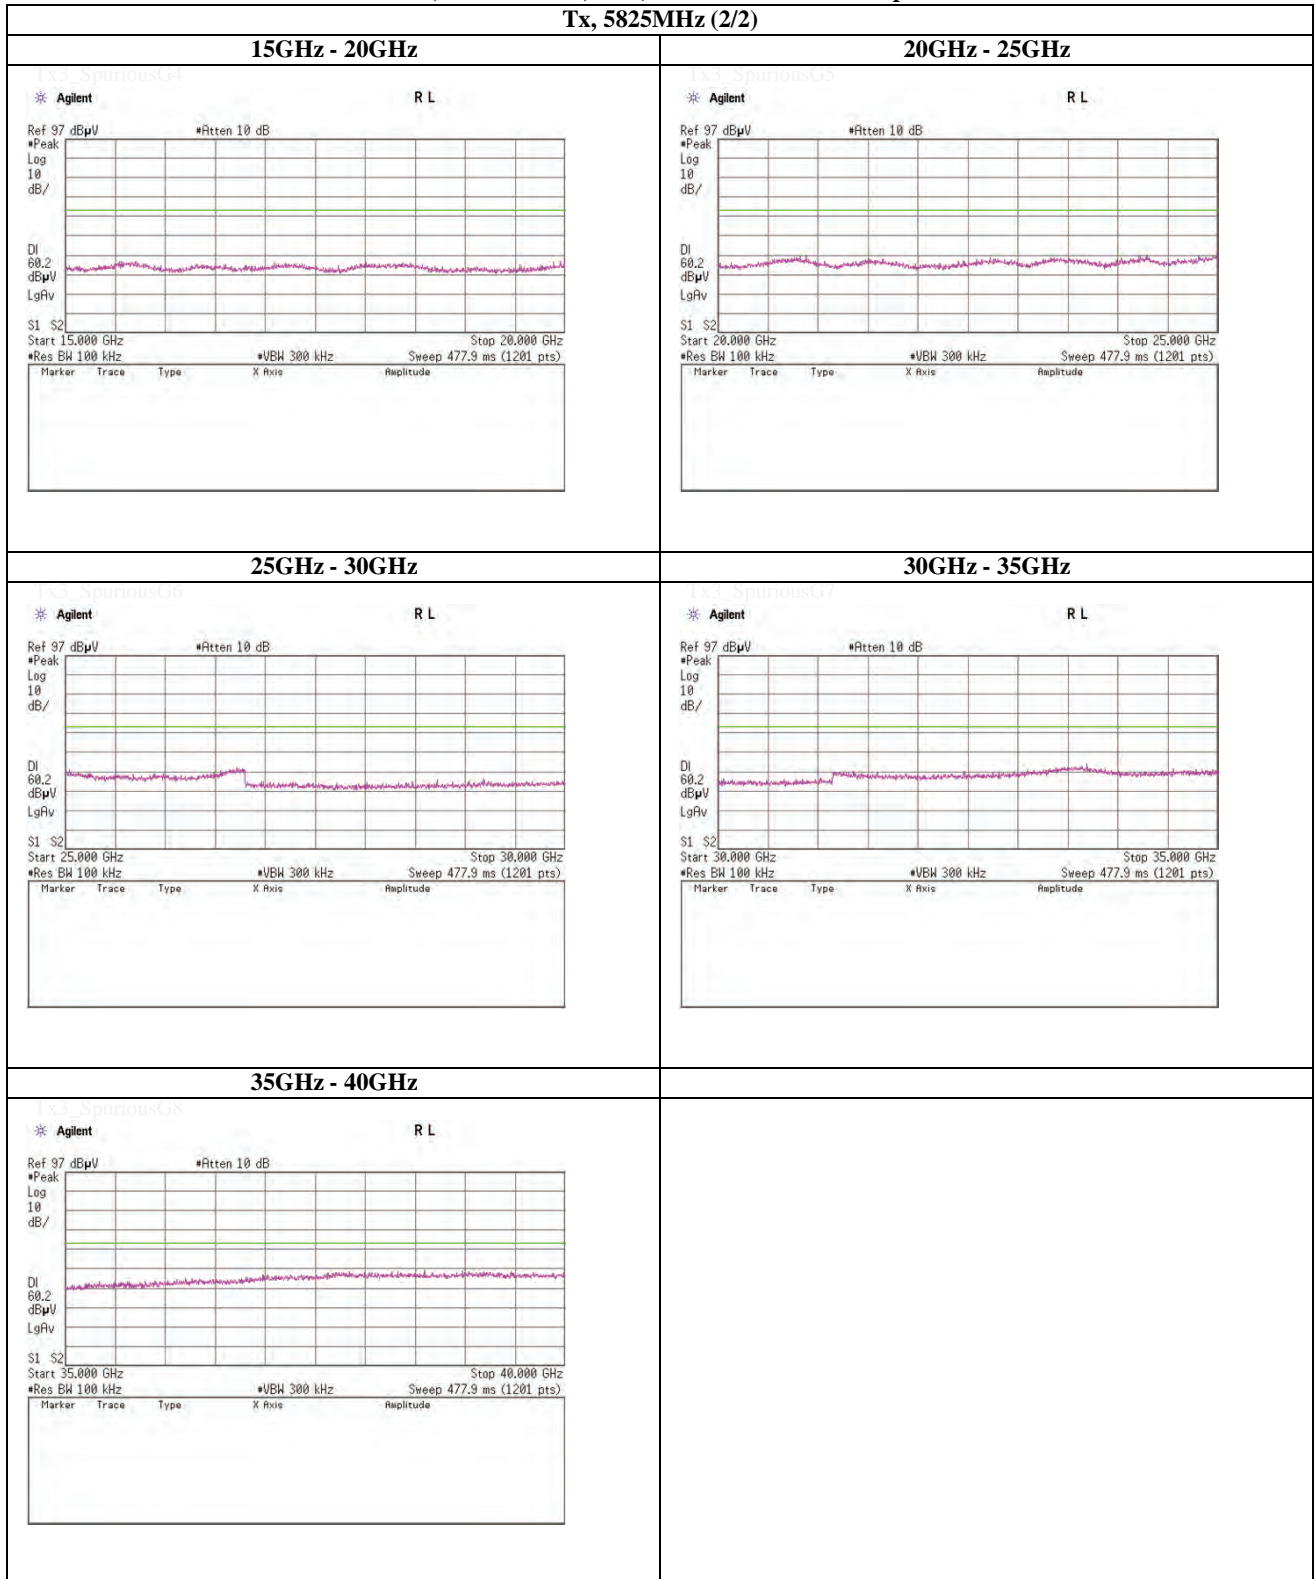 Tx, 5825MHz (2/2)
15GHz - 20GHz
20GHz - 25GHz
Tx3_SpuriousG4
Agilent
R L
Ref 97 dBµV
#Atten 10 dB
#Peak
Log
10
dB/
DI
60.2
dBµV
LgAv
S1 S2
Start 15.000 GHz
Stop 20.000 GHz
#Res BW 100 kHz
#VBW 300 kHz
Sweep 477.9 ms (1201 pts)
Marker Trace Type X Axis Amplitude
Tx3_SpuriousG5
Agilent
R L
Ref 97 dBµV
#Atten 10 dB
#Peak
Log
10
dB/
DI
60.2
dBµV
LgAv
S1 S2
Start 20.000 GHz
Stop 25.000 GHz
#Res BW 100 kHz
#VBW 300 kHz
Sweep 477.9 ms (1201 pts)
Marker Trace Type X Axis Amplitude
25GHz - 30GHz
30GHz - 35GHz
Tx3_SpuriousG6
Agilent
R L
Ref 97 dBµV
#Atten 10 dB
#Peak
Log
10
dB/
DI
60.2
dBµV
LgAv
S1 S2
Start 25.000 GHz
Stop 30.000 GHz
#Res BW 100 kHz
#VBW 300 kHz
Sweep 477.9 ms (1201 pts)
Marker Trace Type X Axis Amplitude
Tx3_SpuriousG7
Agilent
R L
Ref 97 dBµV
#Atten 10 dB
#Peak
Log
10
dB/
DI
60.2
dBµV
LgAv
S1 S2
Start 30.000 GHz
Stop 35.000 GHz
#Res BW 100 kHz
#VBW 300 kHz
Sweep 477.9 ms (1201 pts)
Marker Trace Type X Axis Amplitude
35GHz - 40GHz
Tx3_SpuriousG8
Agilent
R L
Ref 97 dBµV
#Atten 10 dB
#Peak
Log
10
dB/
DI
60.2
dBµV
LgAv
S1 S2
Start 35.000 GHz
Stop 40.000 GHz
#Res BW 100 kHz
#VBW 300 kHz
Sweep 477.9 ms (1201 pts)
Marker Trace Type X Axis Amplitude